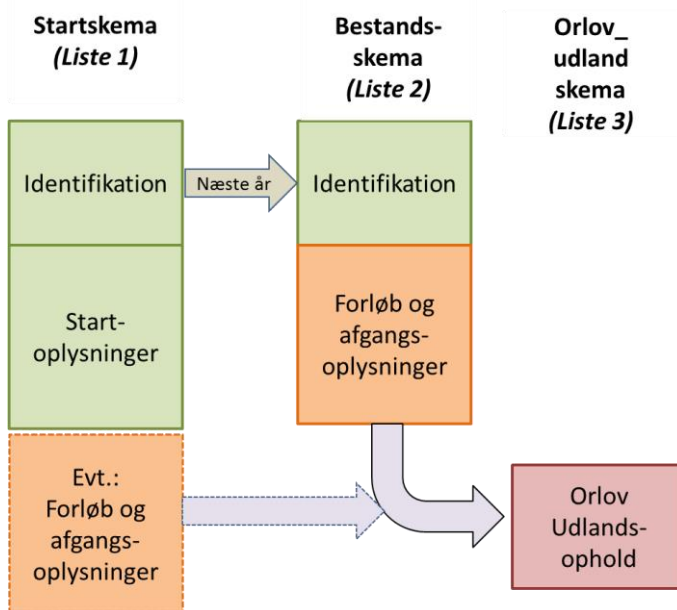 Startskema
(Liste 1)
Bestands-
skema
(Liste 2)
Orlov_
udland
skema
(Liste 3)
Identifikation
Næste år
Identifikation
Start-
oplysninger
Forløb og
afgangs-
oplysninger
Evt.:
Forløb og
afgangs-
oplysninger
Orlov
Udlands-
ophold